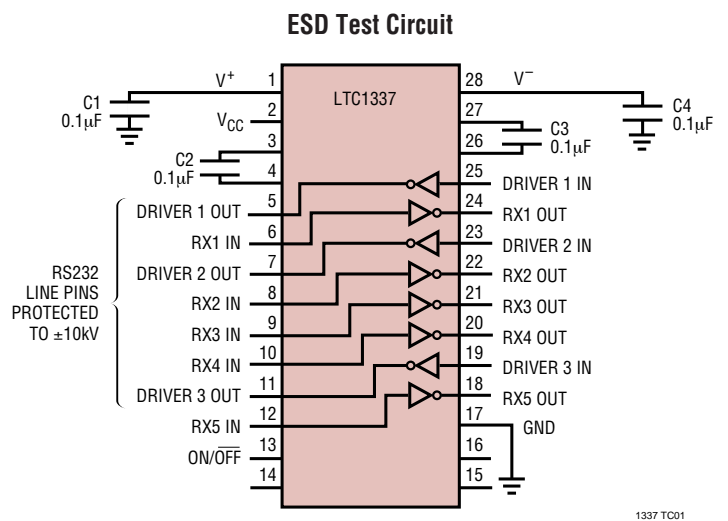 ESD Test Circuit
LTC1337
V+
1
C1
0.1µF
2
VCC
3
C2
0.1µF
4
5
DRIVER 1 OUT
6
RX1 IN
7
DRIVER 2 OUT
8
RX2 IN
9
RX3 IN
10
RX4 IN
11
DRIVER 3 OUT
12
RX5 IN
13
ON/OFF
14
RS232
LINE PINS
PROTECTED
TO ±10kV
28
V–
C4
0.1µF
27
C3
0.1µF
26
25
DRIVER 1 IN
24
RX1 OUT
23
DRIVER 2 IN
22
RX2 OUT
21
RX3 OUT
20
RX4 OUT
19
DRIVER 3 IN
18
RX5 OUT
17
GND
16
15
1337 TC01